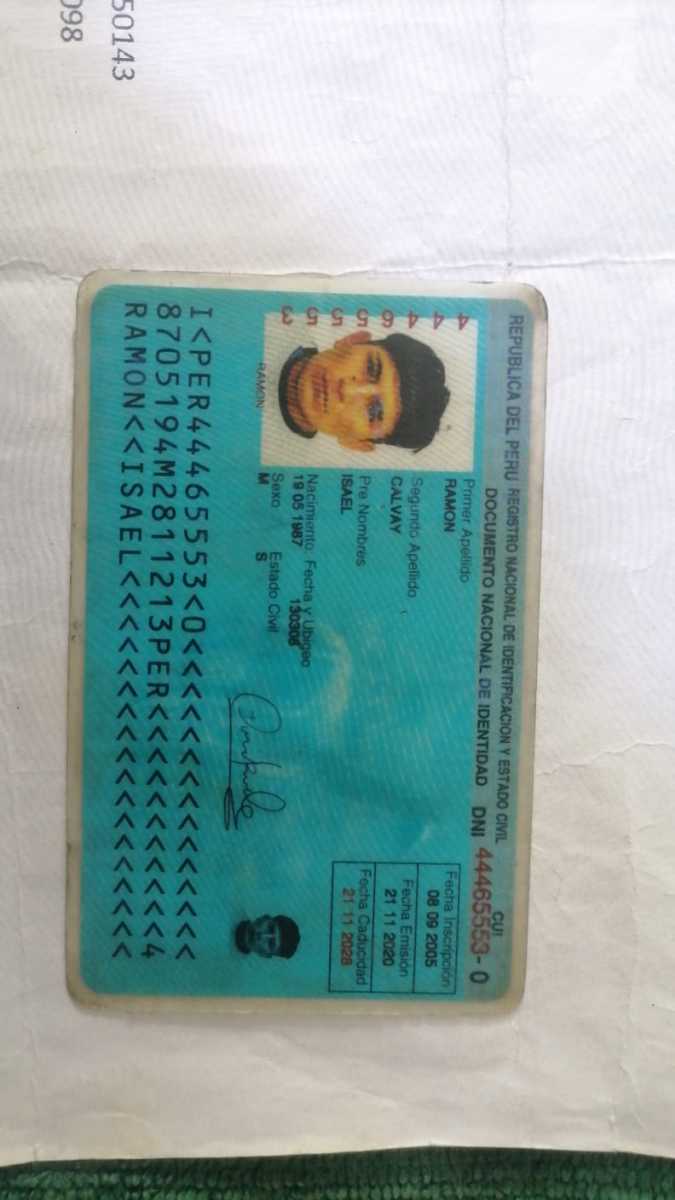 50143
098
REPUBLICA DEL PERU REGISTRO NACIONAL DE IDENTIFICACION Y ESTADO CIVIL
DOCUMENTO NACIONAL DE IDENTIDAD DNI 44465553-0
CUI
Primer Apellido
RAMON
Segundo Apellido
CALVAY
Pre Nombres
ISAEL
Nacimiento: Fecha y Ubigeo
19 05 1987 130306
Sexo Estado Civil
M S
Fecha Inscripción
08 09 2005
Fecha Emisión
21 11 2020
Fecha Caducidad
21 11 2028
44465553
RAMON
I<PER44465553<0<<<<<<<<<<<<<<<
8705194M2811213PER<<<<<<<<<<<4
RAMON<<ISAEL<<<<<<<<<<<<<<<<<<